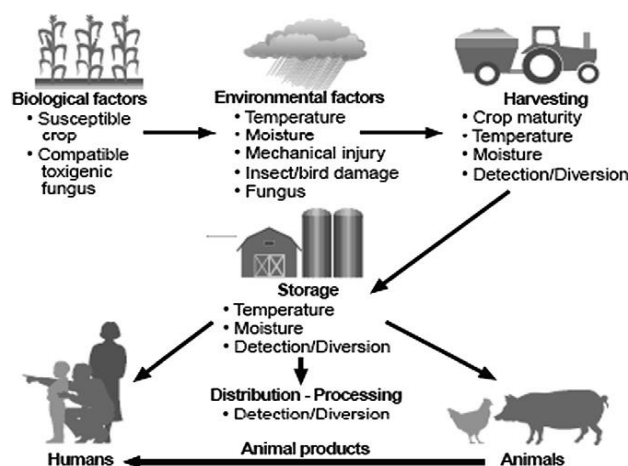 Biological factors
• Susceptible
crop
• Compatible
toxigenic
fungus
Environmental factors
• Temperature
• Moisture
• Mechanical injury
• Insect/bird damage
• Fungus
Harvesting
• Crop maturity
• Temperature
• Moisture
• Detection/Diversion
Storage
• Temperature
• Moisture
• Detection/Diversion
Distribution - Processing
• Detection/Diversion
Humans
Animal products
Animals